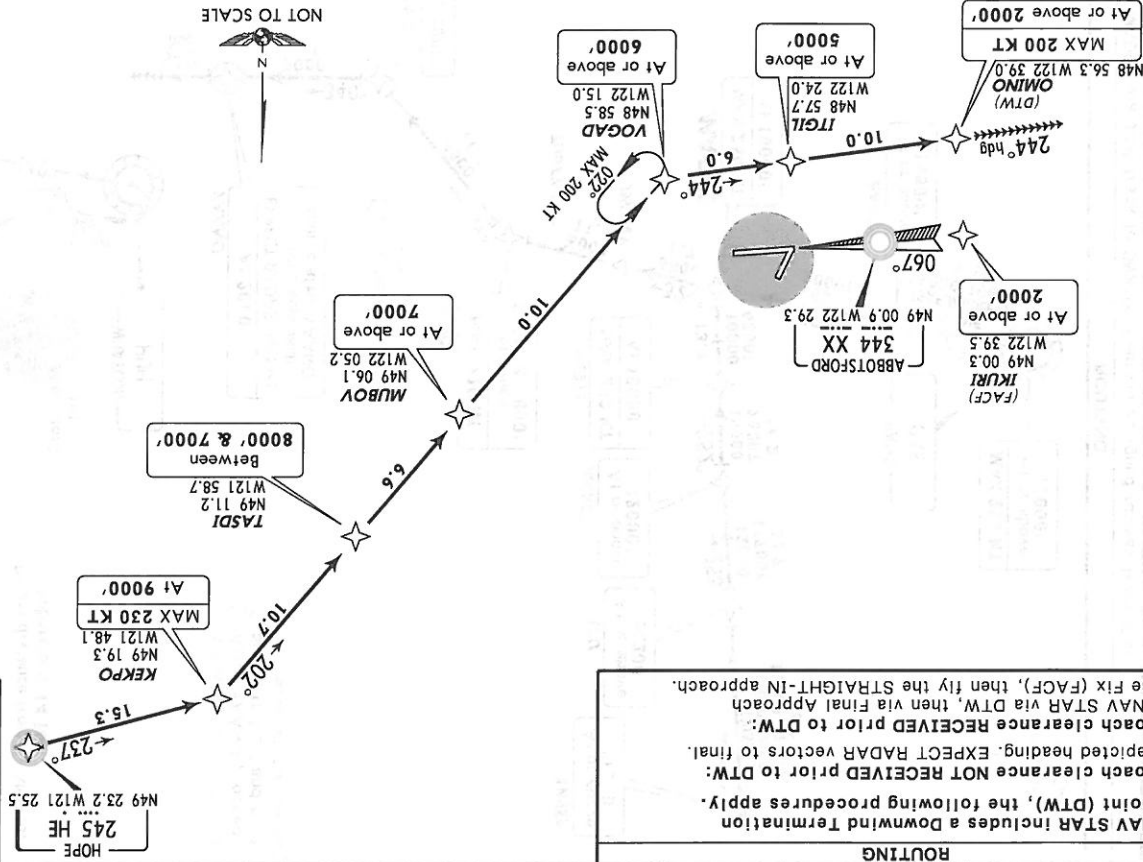 ROUTING
AV STAR includes a Downwind Termination
oint (DTW), the following procedures apply.
oach clearance NOT RECEIVED prior to DTW:
epicted heading. EXPECT RADAR vectors to final.
oach clearance RECEIVED prior to DTW:
NAV STAR via DTW, then via Final Approach
e Fix (FACF), then fly the STRAIGHT-IN approach.
HOPE
245 HE
N49 23.2 W121 25.5
←237°
15.3
KEKPO
N49 19.3
W121 48.1
MAX 230 KT
At 9000'
←202°
10.7
TASDI
N49 11.2
W121 58.7
Between
8000' & 7000'
6.6
MUBOV
N49 06.1
W122 05.2
At or above
7000'
10.0
(FACF)
IKURI
N49 00.3
W122 39.5
At or above
2000'
ABBOTSFORD
344 XX
N49 00.9 W122 29.3
067°
022°
MAX 200 KT
VOGAD
N48 58.5
W122 15.0
At or above
6000'
←244°
6.0
ITGIL
N48 57.7
W122 24.0
At or above
5000'
10.0
244° hdg
(DTW)
OMINO
N48 56.3 W122 39.0
MAX 200 KT
At or above 2000'
N
NOT TO SCALE